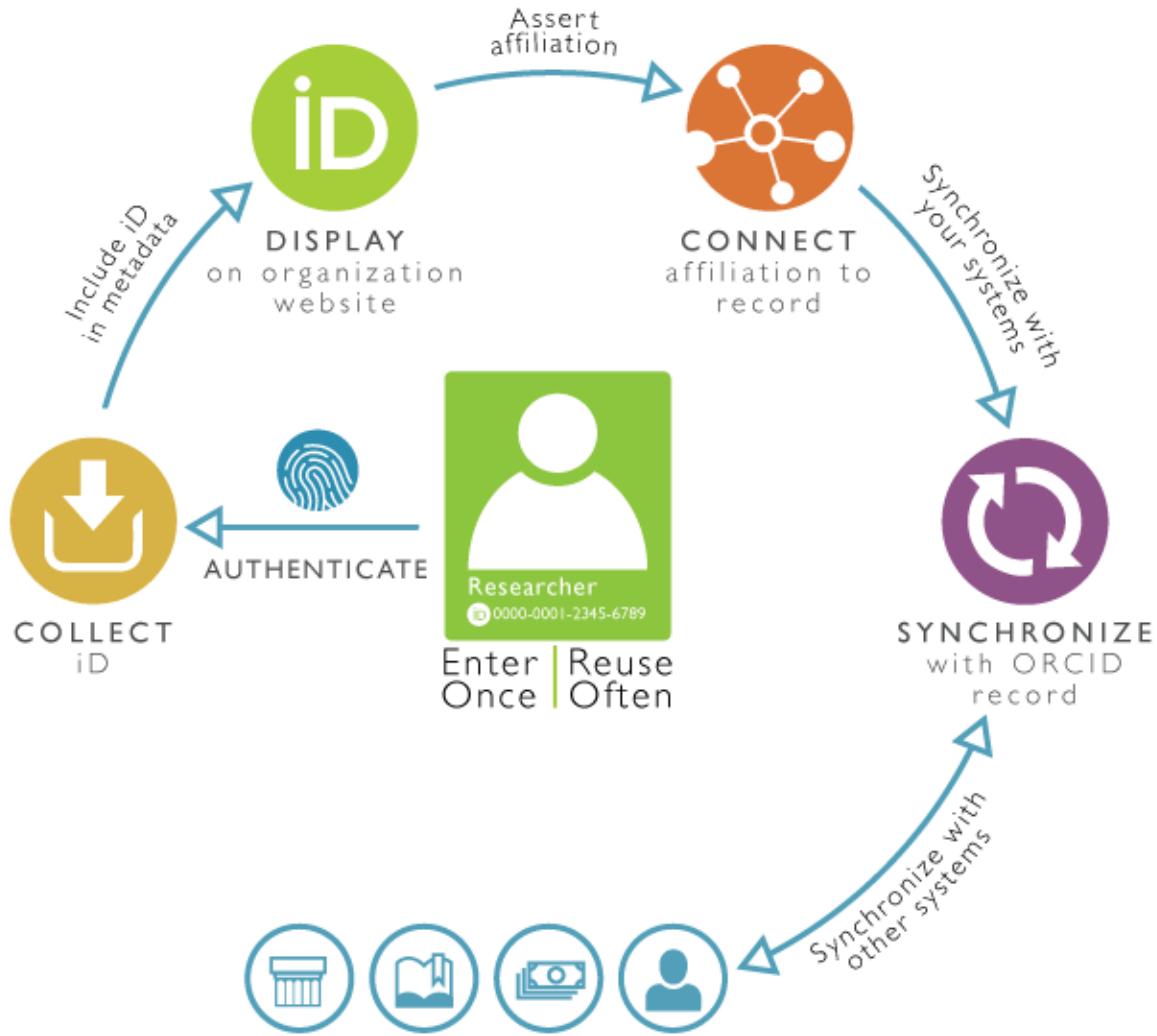 Assert
affiliation
iD
DISPLAY
on organization
website
CONNECT
affiliation to
record
Include iD
in metadata
Synchronize with
your systems
AUTHENTICATE
COLLECT
iD
Researcher
iD 0000-0001-2345-6789
Enter Once | Reuse Often
SYNCHRONIZE
with ORCID
record
Synchronize with
other systems